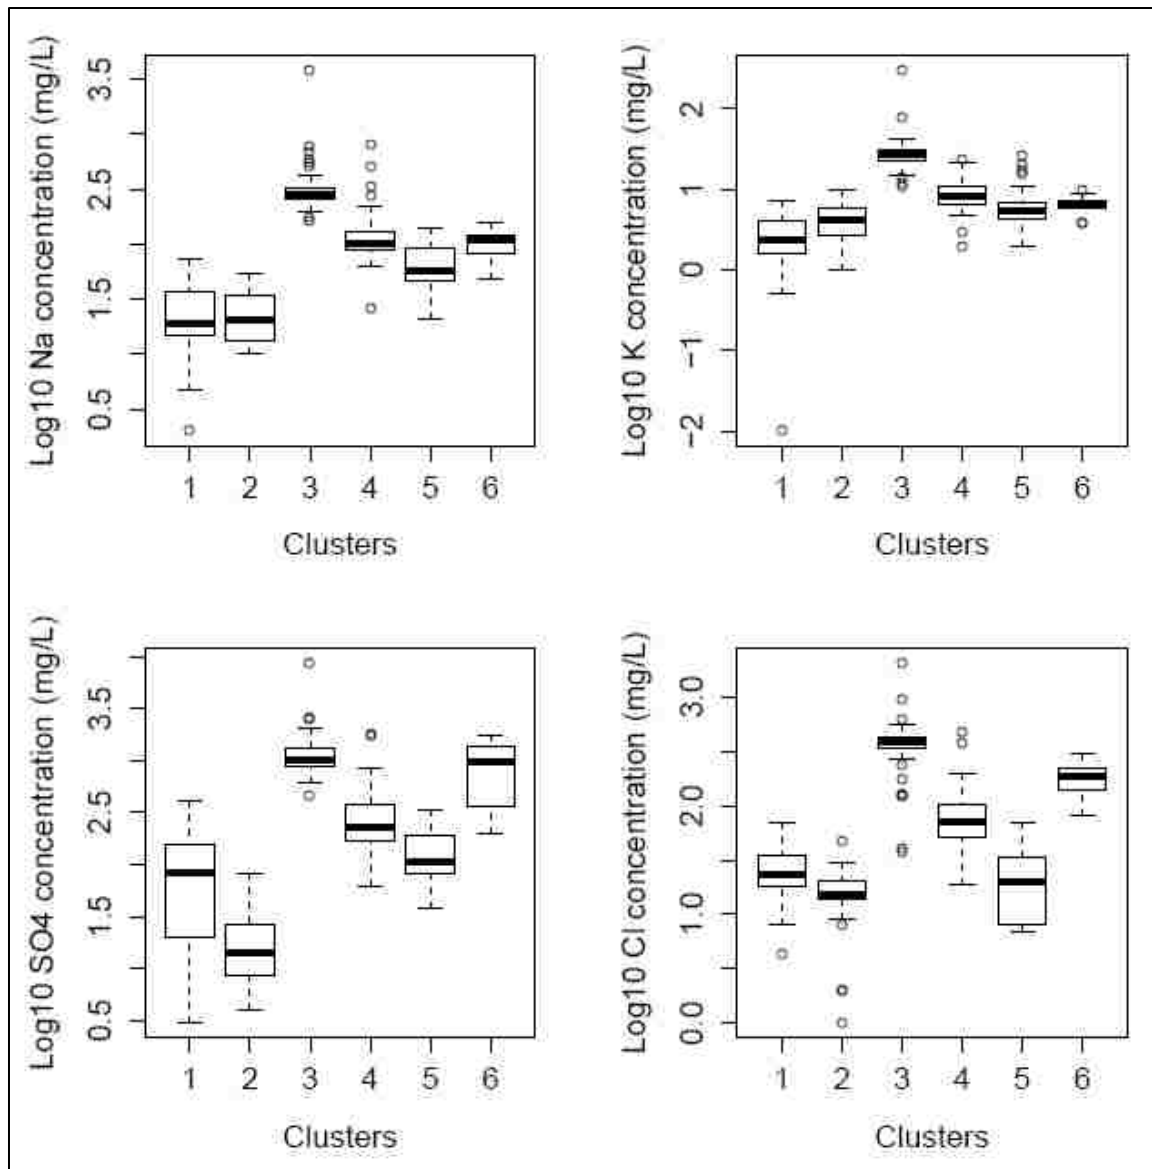 Log10 Na concentration (mg/L)
3.5
2.5
1.5
0.5
1 2 3 4 5 6
Clusters
Log10 K concentration (mg/L)
2
1
0
−1
−2
1 2 3 4 5 6
Clusters
Log10 SO4 concentration (mg/L)
3.5
2.5
1.5
0.5
1 2 3 4 5 6
Clusters
Log10 Cl concentration (mg/L)
3.0
2.0
1.0
0.0
1 2 3 4 5 6
Clusters